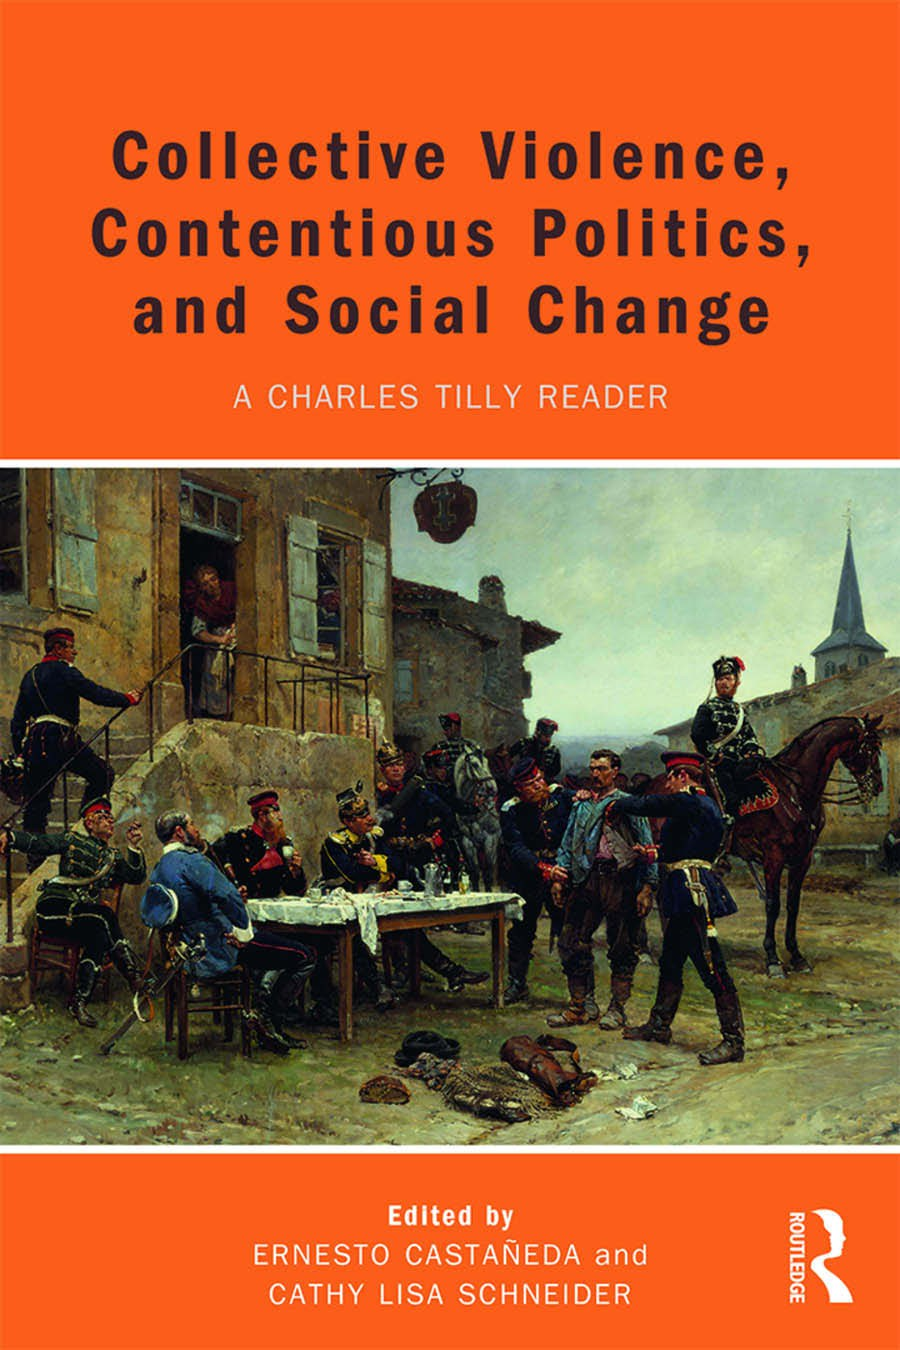 Collective Violence,
Contentious Politics,
and Social Change
A CHARLES TILLY READER
Edited by
ERNESTO CASTAÑEDA and
CATHY LISA SCHNEIDER
ROUTLEDGE